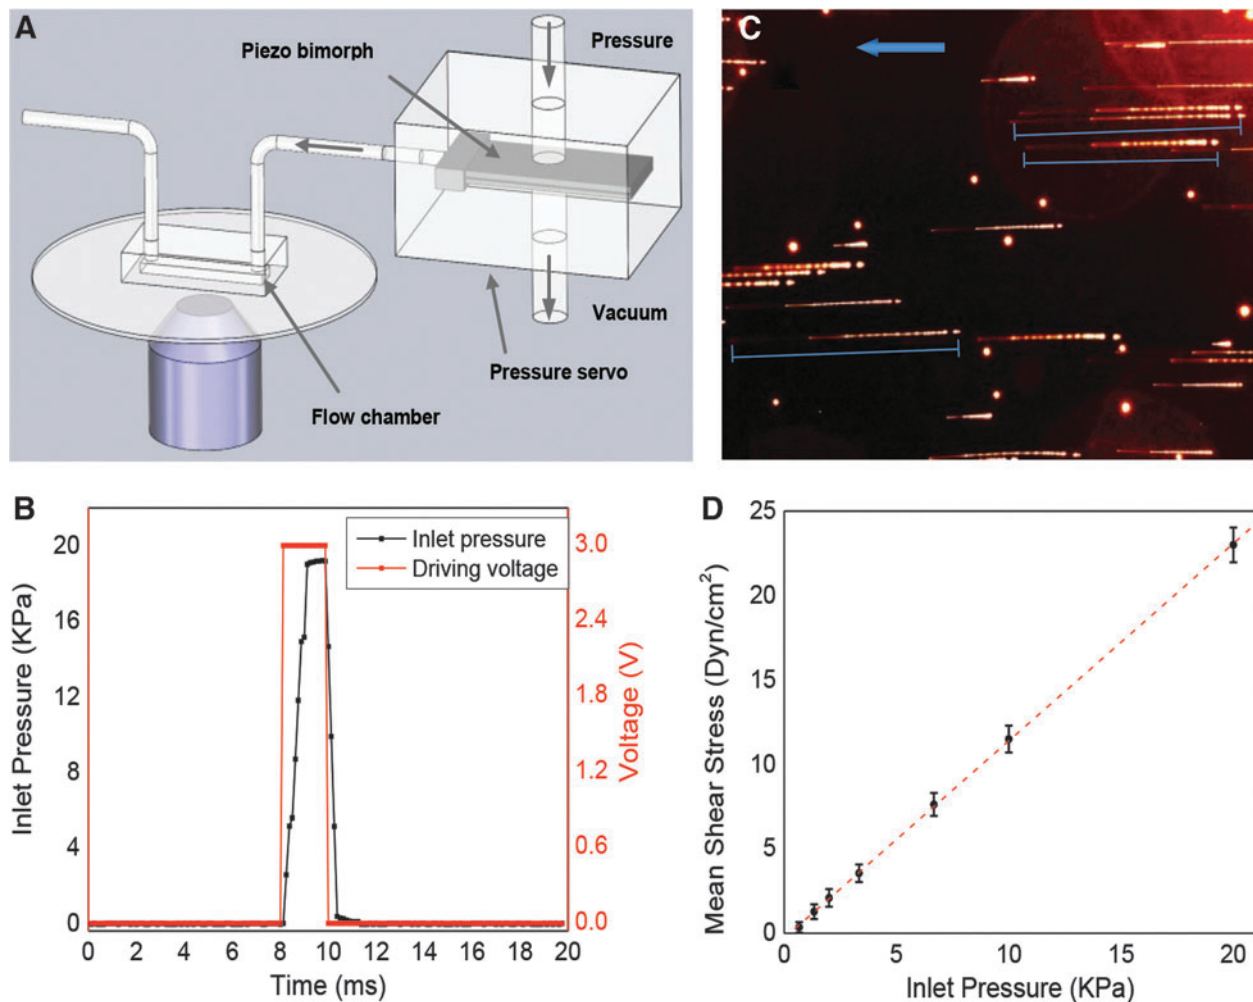 A
Piezo bimorph
Pressure
Vacuum
Pressure servo
Flow chamber
C
B
Inlet pressure
Driving voltage
Inlet Pressure (KPa)
20
16
12
8
4
0
3.0
2.4
1.8
1.2
0.6
0.0
Voltage (V)
0 2 4 6 8 10 12 14 16 18 20
Time (ms)
D
Mean Shear Stress (Dyn/cm²)
25
20
15
10
5
0
5 10 15 20
Inlet Pressure (KPa)